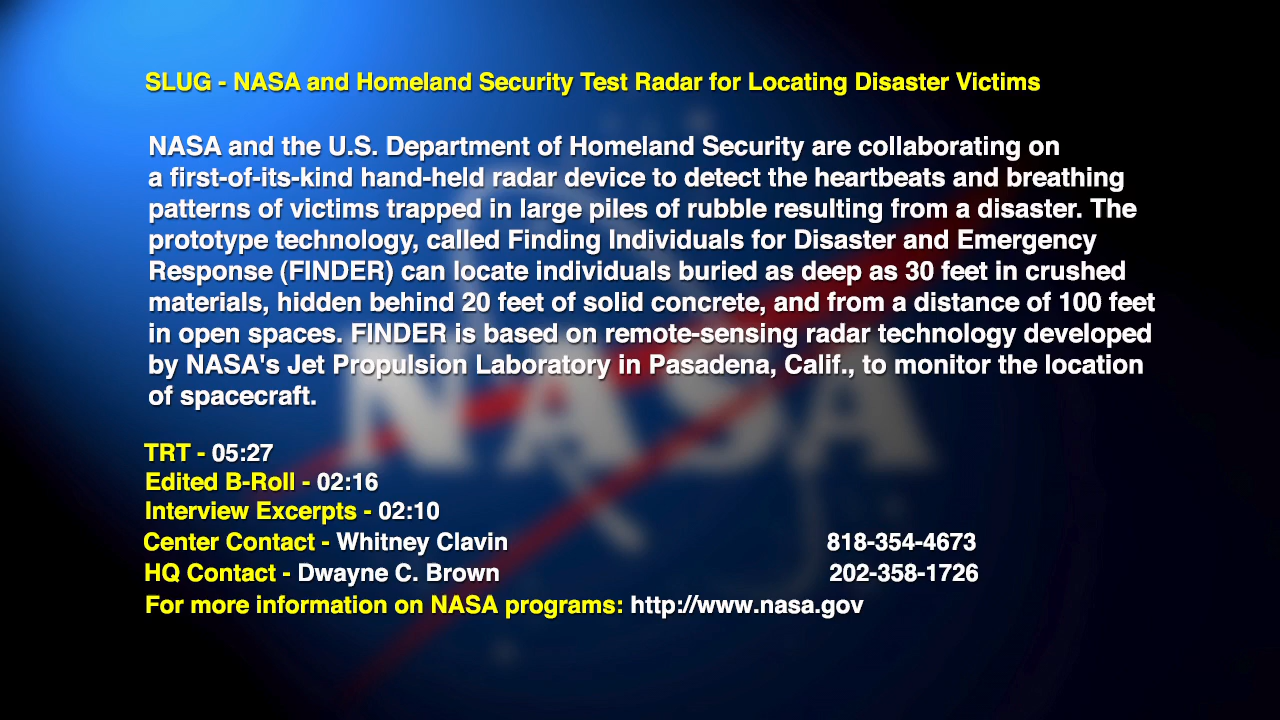 SLUG - NASA and Homeland Security Test Radar for Locating Disaster Victims
NASA and the U.S. Department of Homeland Security are collaborating on
a first-of-its-kind hand-held radar device to detect the heartbeats and breathing
patterns of victims trapped in large piles of rubble resulting from a disaster. The
prototype technology, called Finding Individuals for Disaster and Emergency
Response (FINDER) can locate individuals buried as deep as 30 feet in crushed
materials, hidden behind 20 feet of solid concrete, and from a distance of 100 feet
in open spaces. FINDER is based on remote-sensing radar technology developed
by NASA's Jet Propulsion Laboratory in Pasadena, Calif., to monitor the location
of spacecraft.
NASA
TRT - 05:27
Edited B-Roll - 02:16
Interview Excerpts - 02:10
Center Contact - Whitney Clavin 818-354-4673
HQ Contact - Dwayne C. Brown 202-358-1726
For more information on NASA programs: http://www.nasa.gov